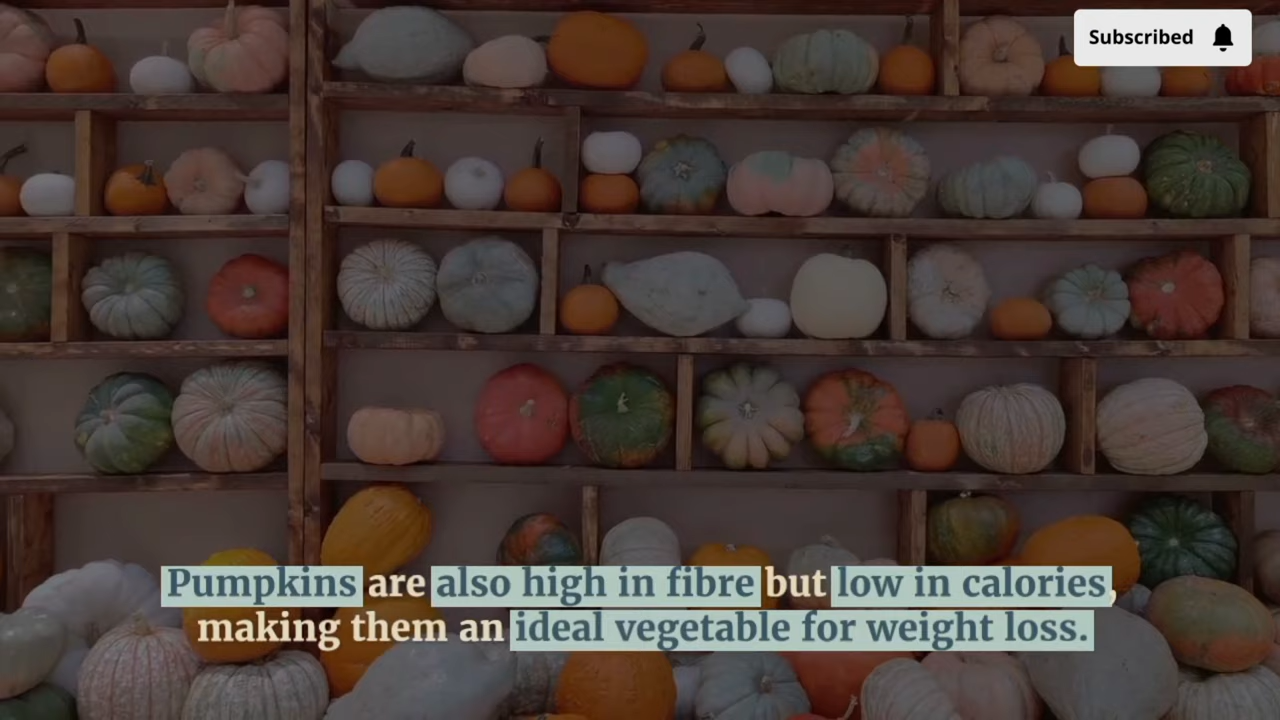 Subscribed
Pumpkins are also high in fibre but low in calories,
making them an ideal vegetable for weight loss.